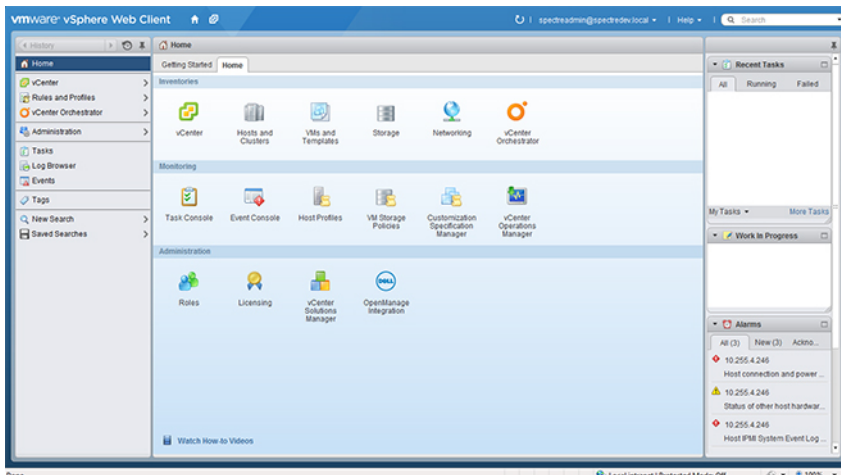 vmware vSphere Web Client
spectreadmin@spectredev.local
Help
Search
History
Home
vCenter
Rules and Profiles
vCenter Orchestrator
Administration
Tasks
Log Browser
Events
Tags
New Search
Saved Searches
Home
Getting Started Home
Inventories
vCenter
Hosts and
Clusters
VMs and
Templates
Storage
Networking
vCenter
Orchestrator
Monitoring
Task Console
Event Console
Host Profiles
VM Storage
Policies
Customization
Specification
Manager
vCenter
Operations
Manager
Administration
Roles
Licensing
vCenter
Solutions
Manager
DELL
OpenManage
Integration
Watch How-to Videos
Recent Tasks
All Running Failed
My Tasks More Tasks
Work In Progress
Alarms
All (3) New (3) Ackno...
10.255.4.246
Host connection and power ...
10.255.4.246
Status of other host hardwar...
10.255.4.246
Host IPMI System Event Log ...